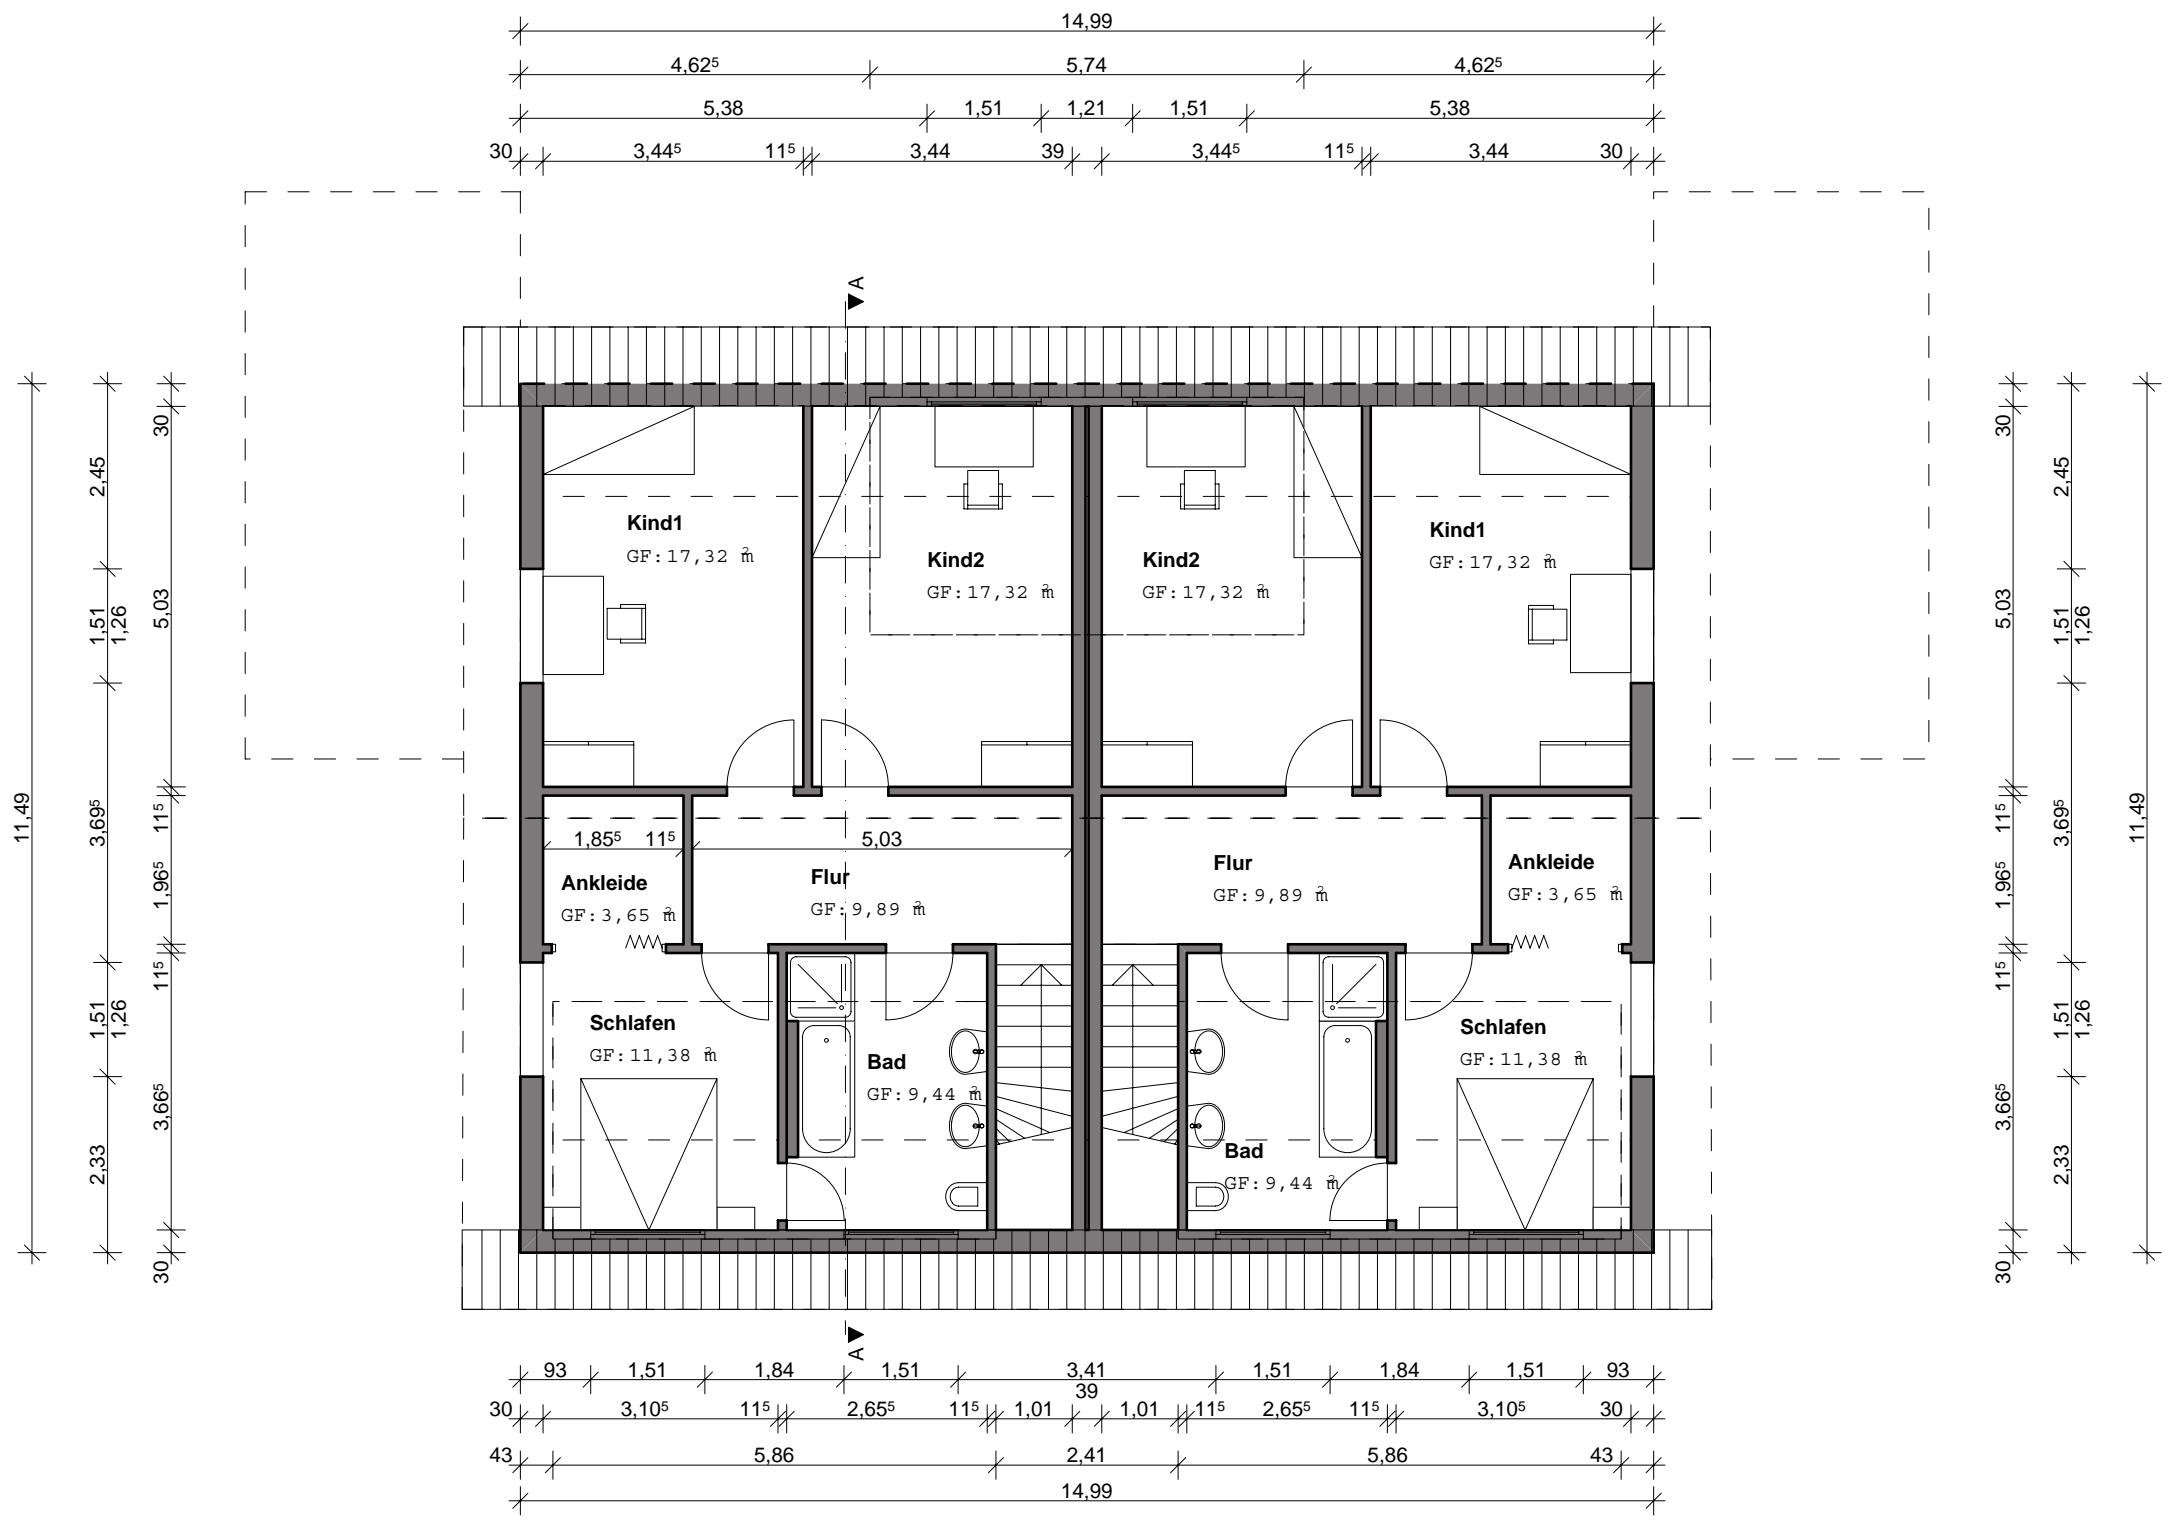 14,99
4,62⁵ 5,74 4,62⁵
5,38 1,51 1,21 1,51 5,38
30 3,44⁵ 11⁵ 3,44 39 3,44⁵ 11⁵ 3,44 30
A
Kind1
GF:17,32 m²
Kind2
GF:17,32 m²
Kind2
GF:17,32 m²
Kind1
GF:17,32 m²
11,49
2,45
1,51
1,26
3,69⁵
1,51
1,26
2,33
30
5,03
11⁵
1,96⁵
11⁵
3,66⁵
30
1,85⁵ 11⁵ 5,03
Ankleide
GF:3,65 m²
Flur
GF:9,89 m²
Flur
GF:9,89 m²
Ankleide
GF:3,65 m²
Schlafen
GF:11,38 m²
Bad
GF:9,44 m²
Bad
GF:9,44 m²
Schlafen
GF:11,38 m²
30
5,03
11⁵
1,96⁵
11⁵
3,66⁵
30
2,45
1,51
1,26
3,69⁵
1,51
1,26
2,33
11,49
A
93 1,51 1,84 1,51 3,41 1,51 1,84 1,51 93
39
30 3,10⁵ 11⁵ 2,65⁵ 11⁵ 1,01 1,01 11⁵ 2,65⁵ 11⁵ 3,10⁵ 30
43 5,86 2,41 5,86 43
14,99